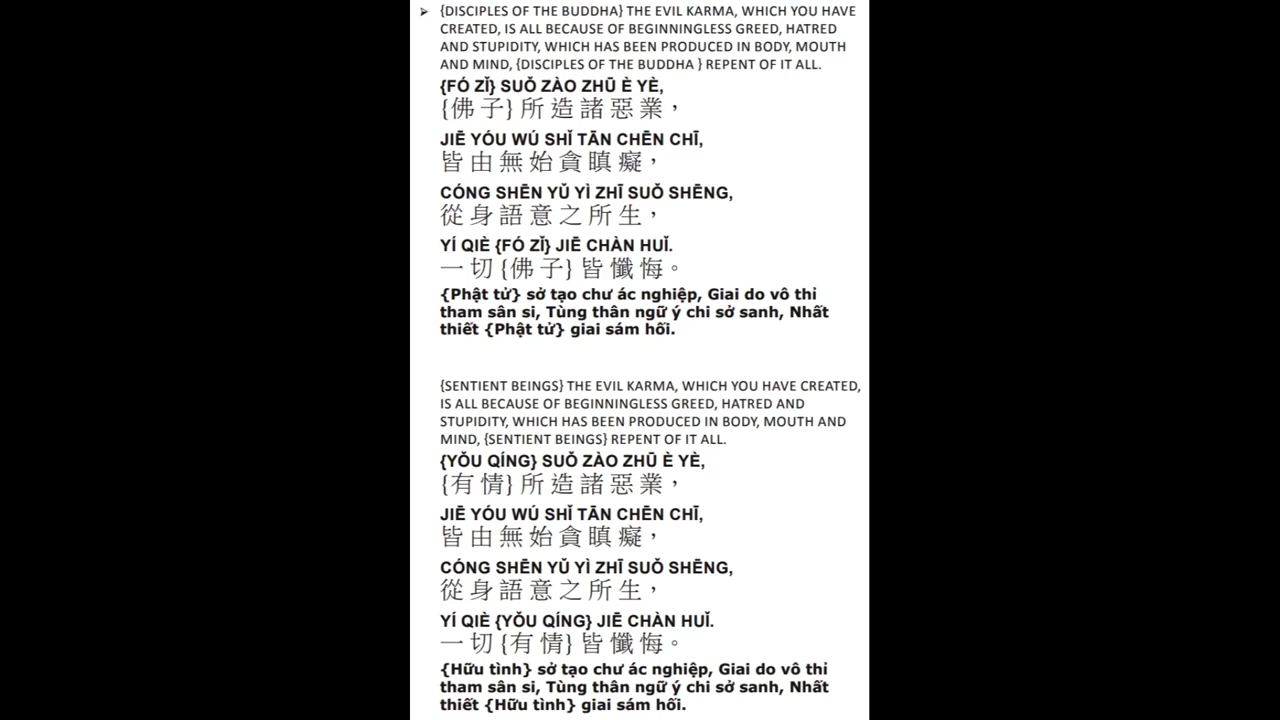 ➢ {DISCIPLES OF THE BUDDHA} THE EVIL KARMA, WHICH YOU HAVE
CREATED, IS ALL BECAUSE OF BEGINNINGLESS GREED, HATRED
AND STUPIDITY, WHICH HAS BEEN PRODUCED IN BODY, MOUTH
AND MIND, {DISCIPLES OF THE BUDDHA } REPENT OF IT ALL.
{FÓ ZǏ} SUǑ ZÀO ZHŪ È YÈ,
{佛 子} 所 造 諸 惡 業，
JIĒ YÓU WÚ SHǏ TĀN CHĒN CHĪ,
皆 由 無 始 貪 瞋 癡，
CÓNG SHĒN YǓ YÌ ZHĪ SUǑ SHĒNG,
從 身 語 意 之 所 生，
YÍ QIÈ {FÓ ZǏ} JIĒ CHÀN HUǏ.
一 切 {佛 子} 皆 懺 悔。
{Phật tử} sở tạo chư ác nghiệp, Giai do vô thỉ
tham sân si, Tùng thân ngữ ý chi sở sanh, Nhất
thiết {Phật tử} giai sám hối.
{SENTIENT BEINGS} THE EVIL KARMA, WHICH YOU HAVE CREATED,
IS ALL BECAUSE OF BEGINNINGLESS GREED, HATRED AND
STUPIDITY, WHICH HAS BEEN PRODUCED IN BODY, MOUTH AND
MIND, {SENTIENT BEINGS} REPENT OF IT ALL.
{YǑU QÍNG} SUǑ ZÀO ZHŪ È YÈ,
{有 情} 所 造 諸 惡 業，
JIĒ YÓU WÚ SHǏ TĀN CHĒN CHĪ,
皆 由 無 始 貪 瞋 癡，
CÓNG SHĒN YǓ YÌ ZHĪ SUǑ SHĒNG,
從 身 語 意 之 所 生，
YÍ QIÈ {YǑU QÍNG} JIĒ CHÀN HUǏ.
一 切 {有 情} 皆 懺 悔。
{Hữu tình} sở tạo chư ác nghiệp, Giai do vô thỉ
tham sân si, Tùng thân ngữ ý chi sở sanh, Nhất
thiết {Hữu tình} giai sám hối.